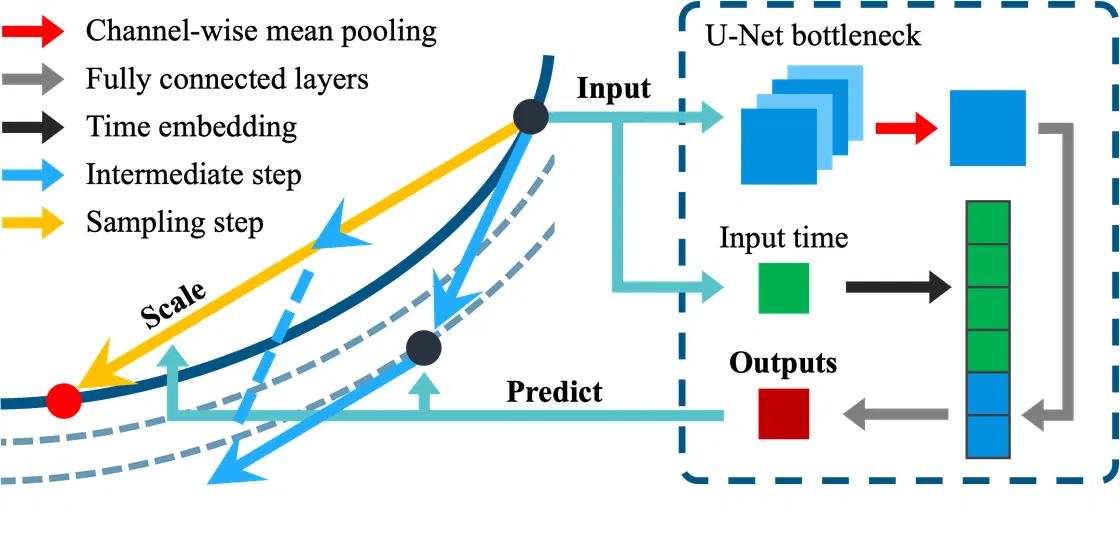 Channel-wise mean pooling
Fully connected layers
Time embedding
Intermediate step
Sampling step
Scale
Input
Predict
U-Net bottleneck
Input time
Outputs